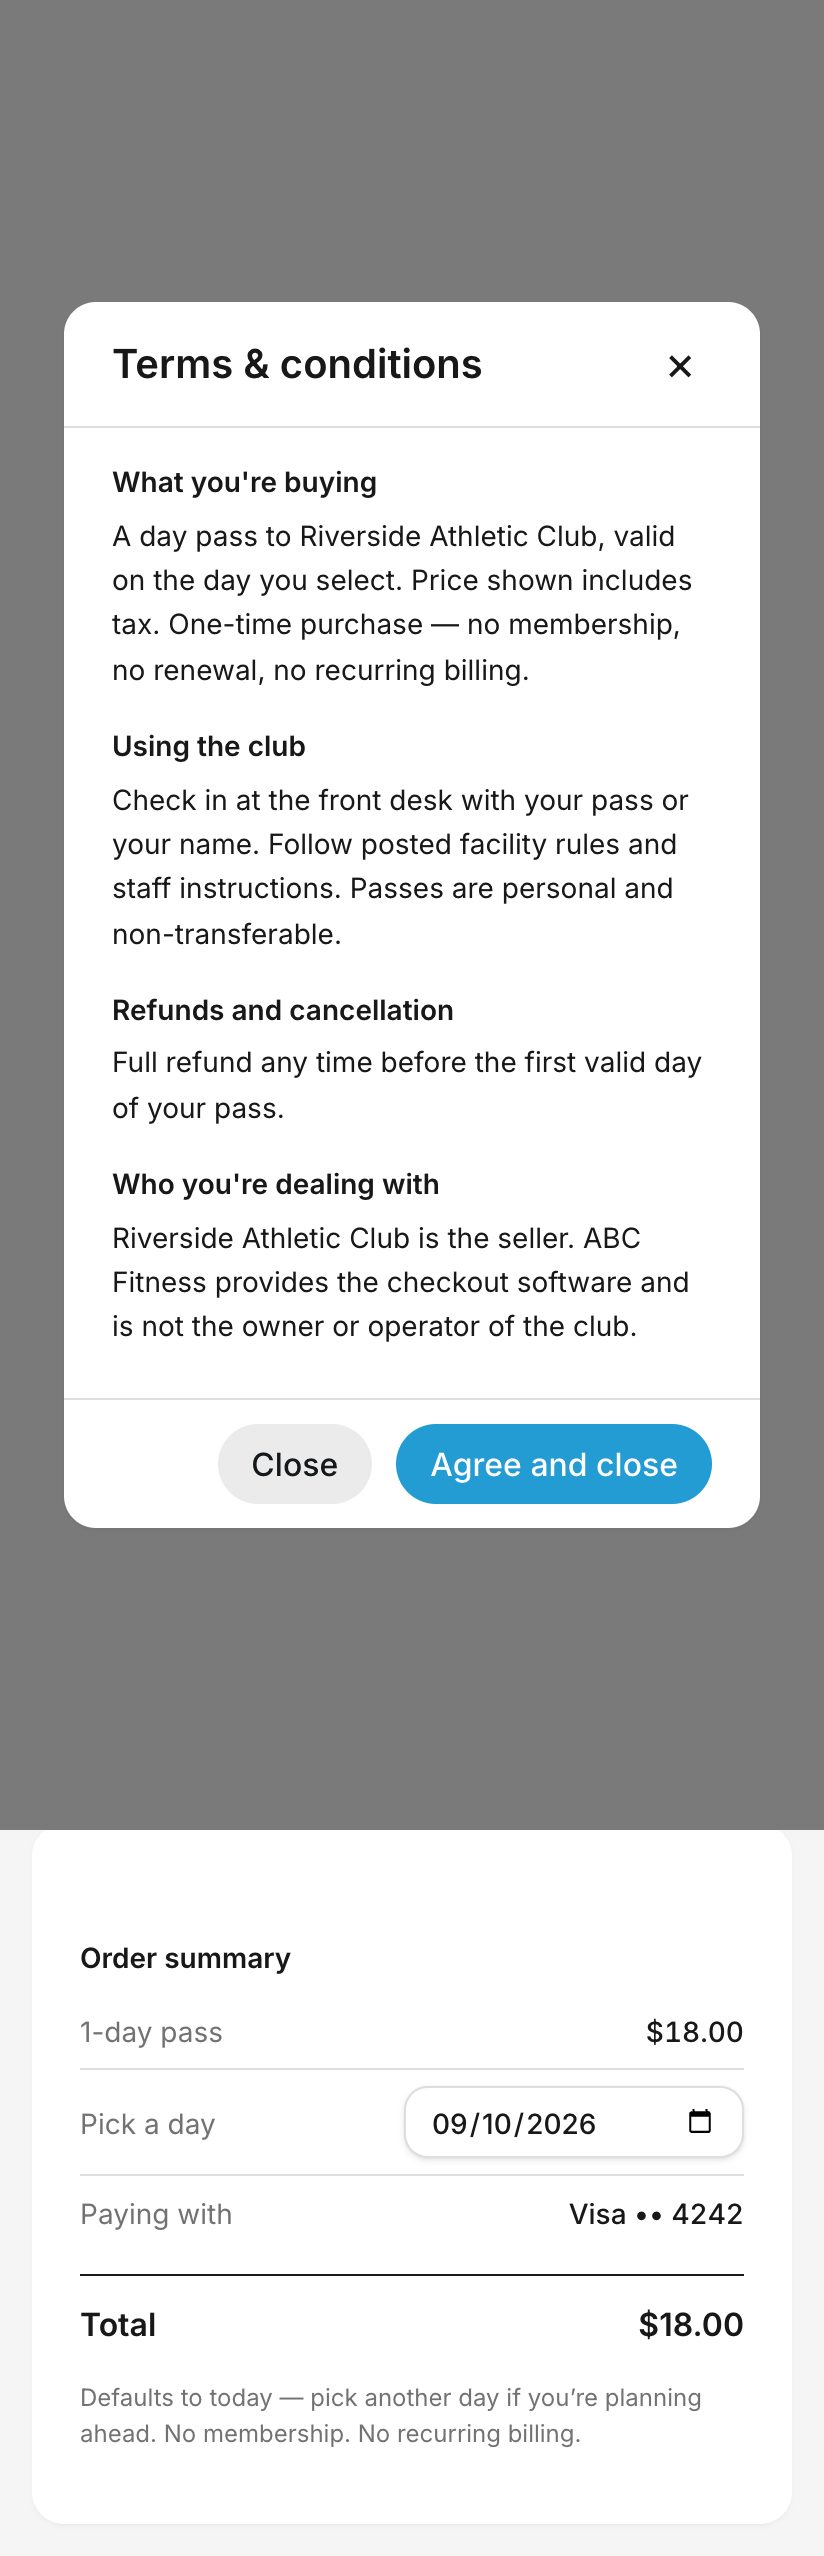 Terms & conditions
What you're buying
A day pass to Riverside Athletic Club, valid
on the day you select. Price shown includes
tax. One-time purchase — no membership,
no renewal, no recurring billing.
Using the club
Check in at the front desk with your pass or
your name. Follow posted facility rules and
staff instructions. Passes are personal and
non-transferable.
Refunds and cancellation
Full refund any time before the first valid day
of your pass.
Who you're dealing with
Riverside Athletic Club is the seller. ABC
Fitness provides the checkout software and
is not the owner or operator of the club.
Close Agree and close
Order summary
1-day pass $18.00
Pick a day 09/10/2026
Paying with Visa •• 4242
Total $18.00
Defaults to today — pick another day if you’re planning
ahead. No membership. No recurring billing.